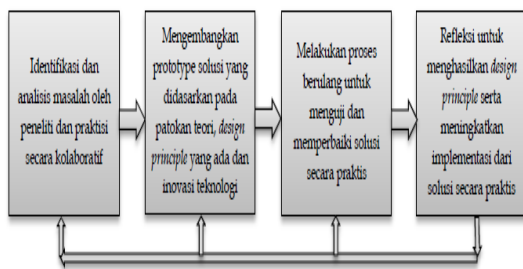 Identifikasi dan
analisis masalah oleh
peneliti dan praktisi
secara kolaboratif
Mengembangkan
prototype solusi yang
didasarkan pada
patokan teori, design
principle yang ada dan
inovasi teknologi
Melakukan proses
berulang untuk
menguji dan
memperbaiki solusi
secara praktis
Refleksi untuk
menghasilkan design
principle serta
meningkatkan
implementasi dari
solusi secara praktis